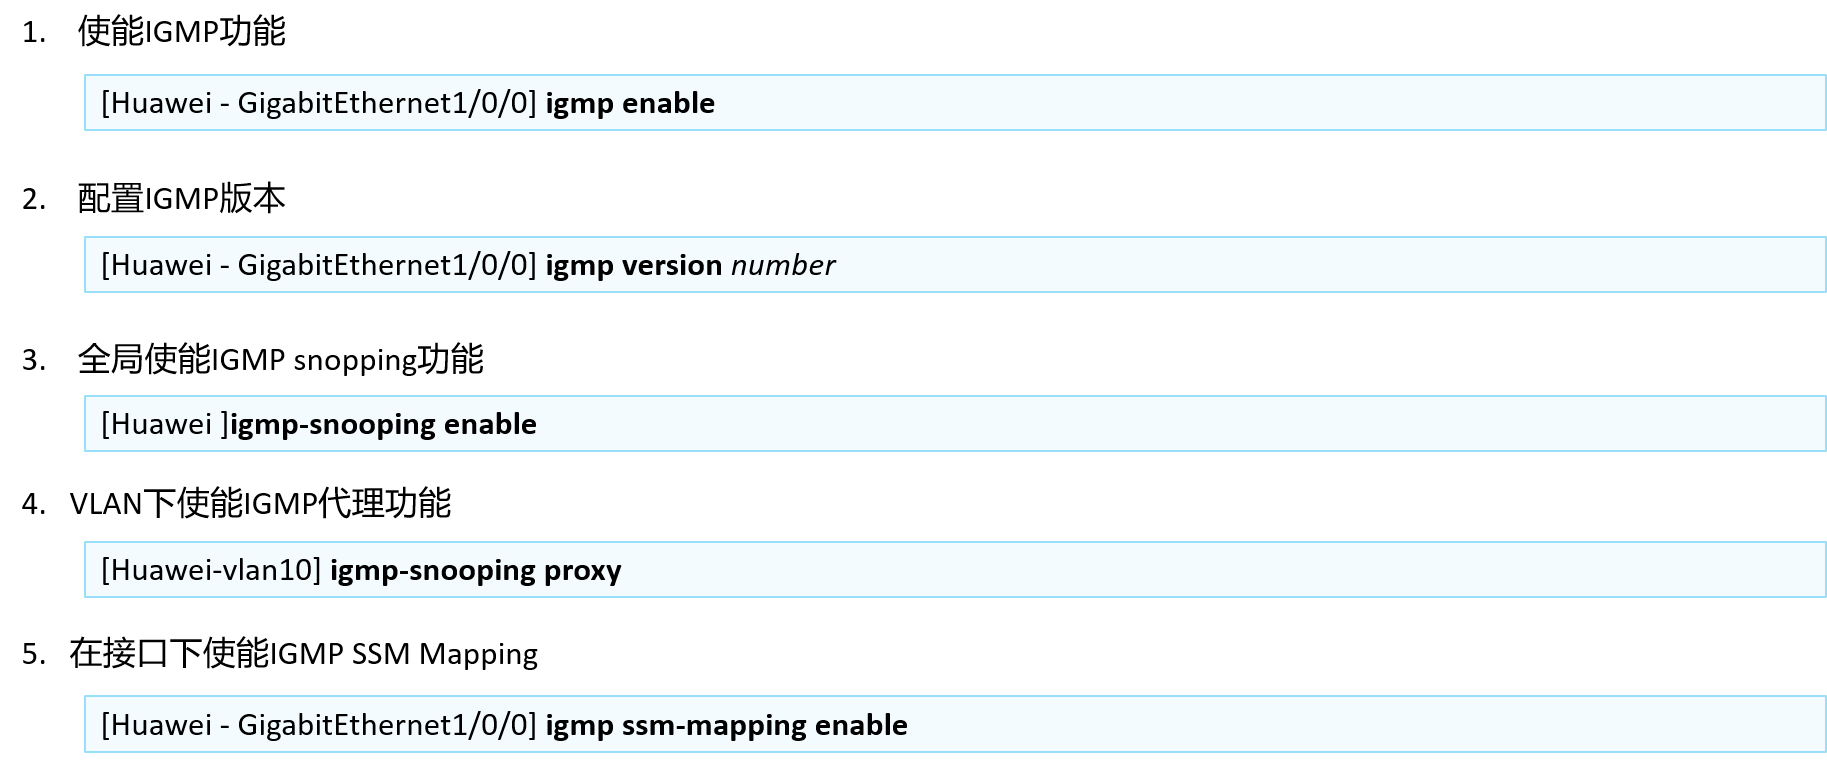 1. 使能IGMP功能
[Huawei - GigabitEthernet1/0/0] igmp enable
2. 配置IGMP版本
[Huawei - GigabitEthernet1/0/0] igmp version number
3. 全局使能IGMP snopping功能
[Huawei ]igmp-snooping enable
4. VLAN下使能IGMP代理功能
[Huawei-vlan10] igmp-snooping proxy
5. 在接口下使能IGMP SSM Mapping
[Huawei - GigabitEthernet1/0/0] igmp ssm-mapping enable